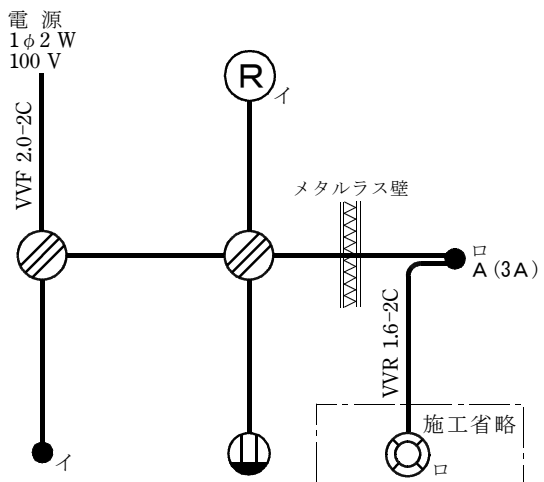 電源
1φ2W
100 V
VVF 2.0-2C
R
イ
メタルラス壁
ロ
A(3A)
VVR 1.6-2C
施工省略
イ
ロ